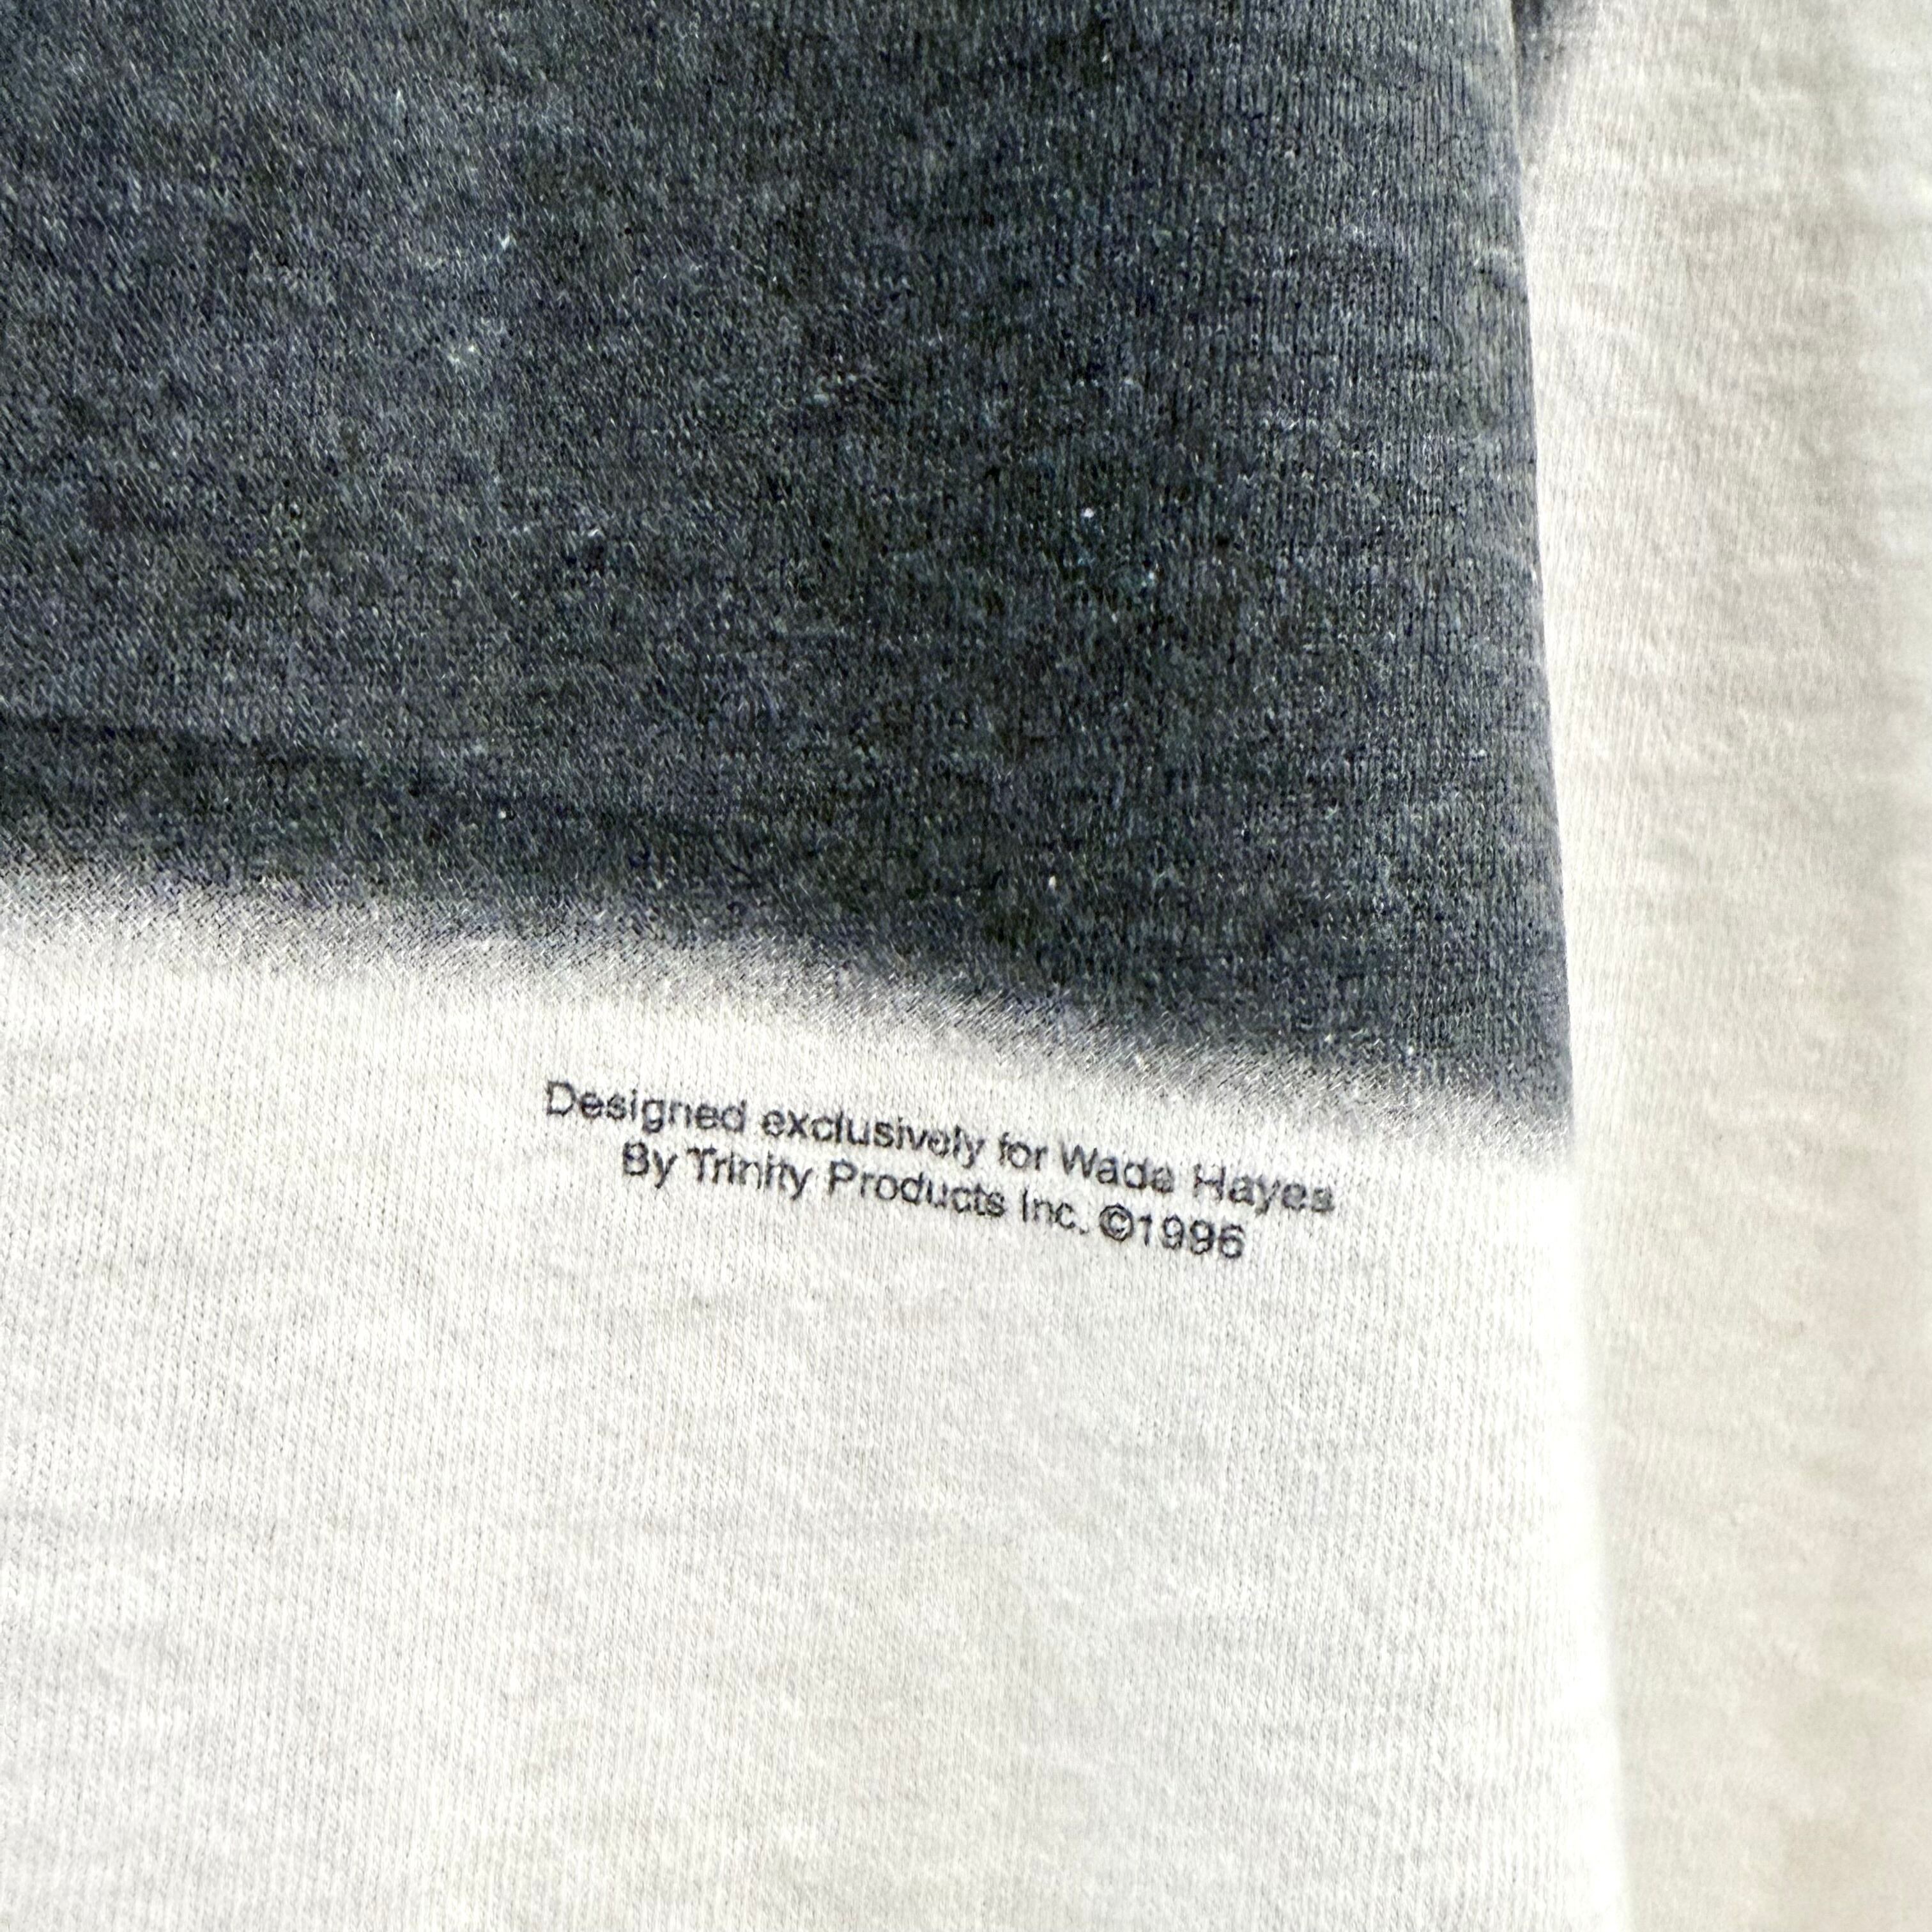 Designed exclusively for Wade Hayes
By Trinity Products Inc. ©1996